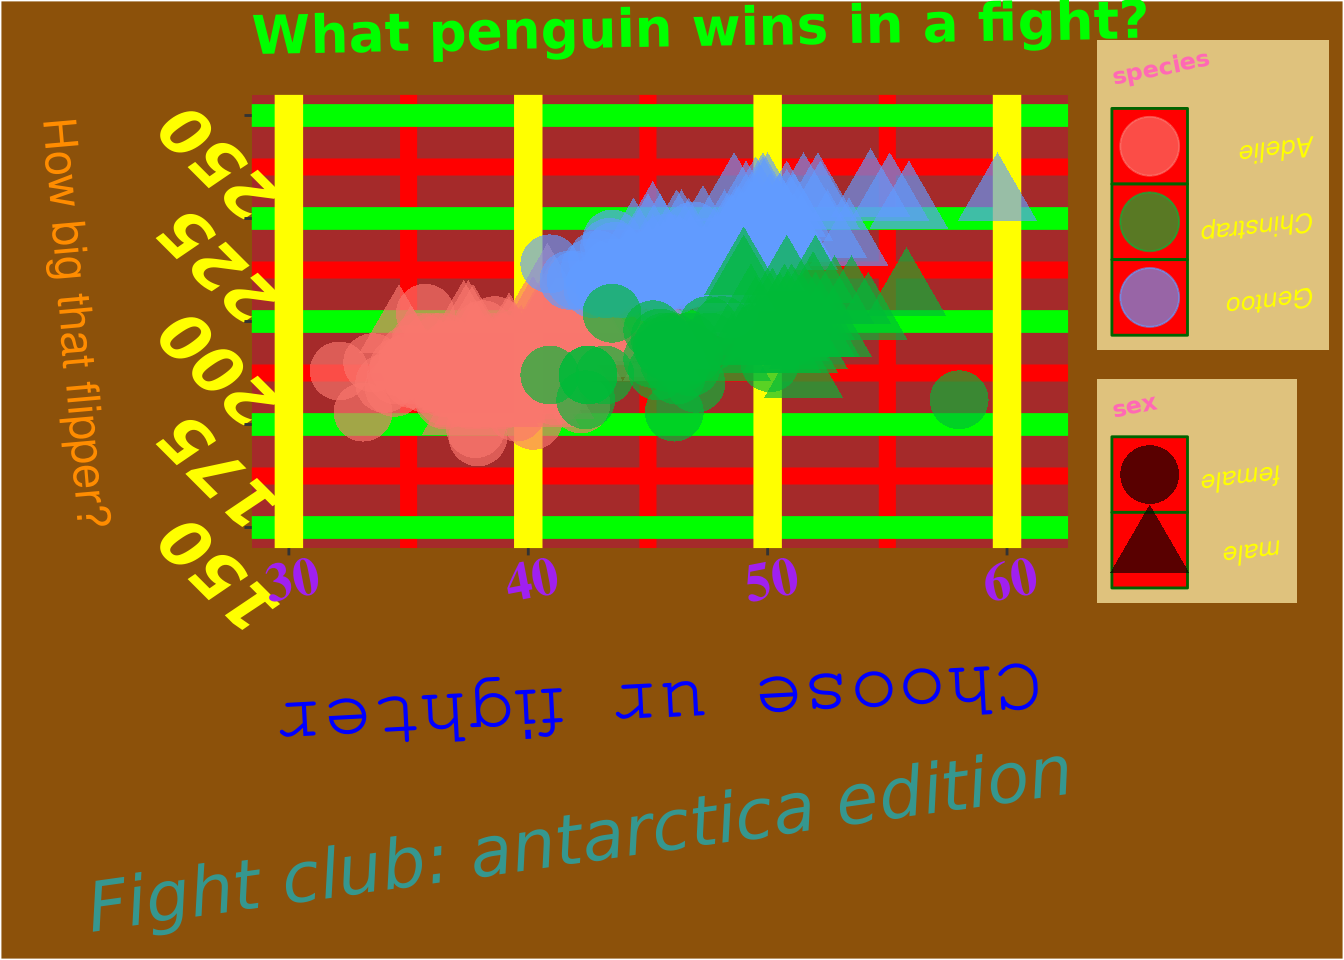 What penguin wins in a fight?
How big that flipper?
250
225
200
175
150
30 40 50 60
Choose ur fighter
Fight club: antarctica edition
species
Adelie
Chinstrap
Gentoo
sex
female
male